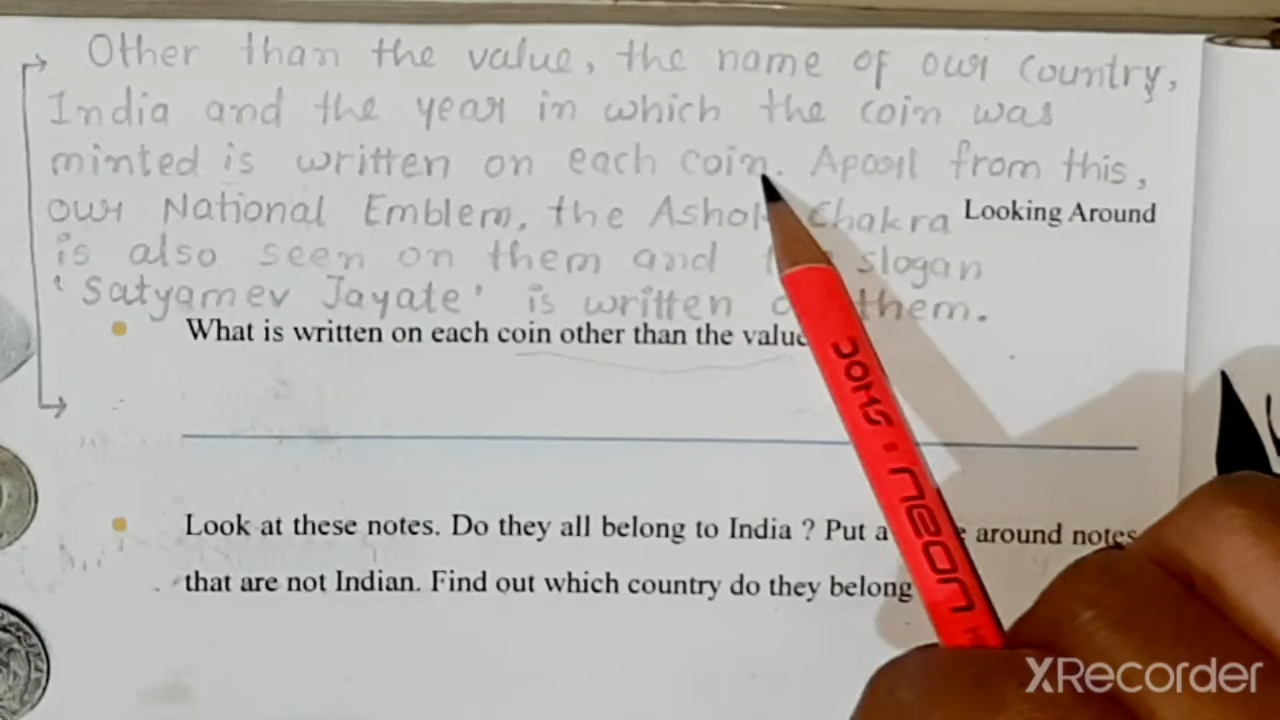 Other than the value, the name of our Country,
India and the year in which the coin was
minted is written on each coin. Apart from this,
our National Emblem, the Ashok Chakra
Looking Around
is also seen on them and slogan
'Satyamev Jayate' is written them.
What is written on each coin other than the value
Look at these notes. Do they all belong to India ? Put a around notes
that are not Indian. Find out which country do they belong
DOMS neon
XRecorder